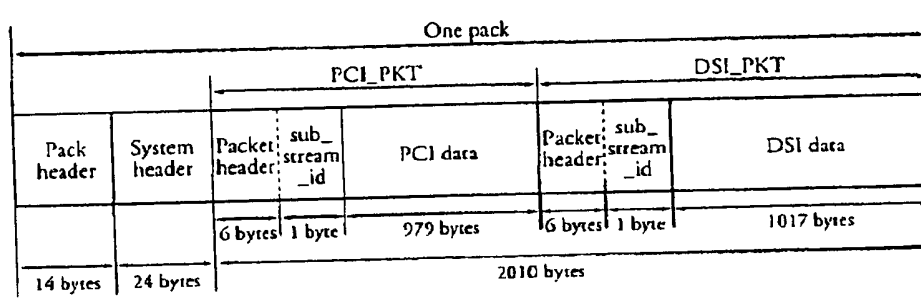 One pack
PCI_PKT
DSI_PKT
Pack
header
System
header
Packet
header
sub_
stream
_id
PCI data
Packet
header
sub_
stream
_id
DSI data
6 bytes
1 byte
979 bytes
6 bytes
1 byte
1017 bytes
14 bytes
24 bytes
2010 bytes